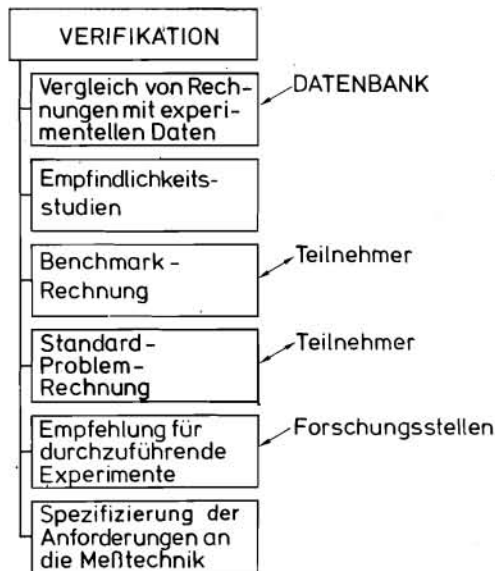 VERIFIKATION
Vergleich von Rech-
nungen mit experi-
mentellen Daten
DATENBANK
Empfindlichkeits-
studien
Benchmark -
Rechnung
Teilnehmer
Standard -
Problem-
Rechnung
Teilnehmer
Empfehlung für
durchzuführende
Experimente
Forschungsstellen
Spezifizierung der
Anforderungen an
die Meßtechnik